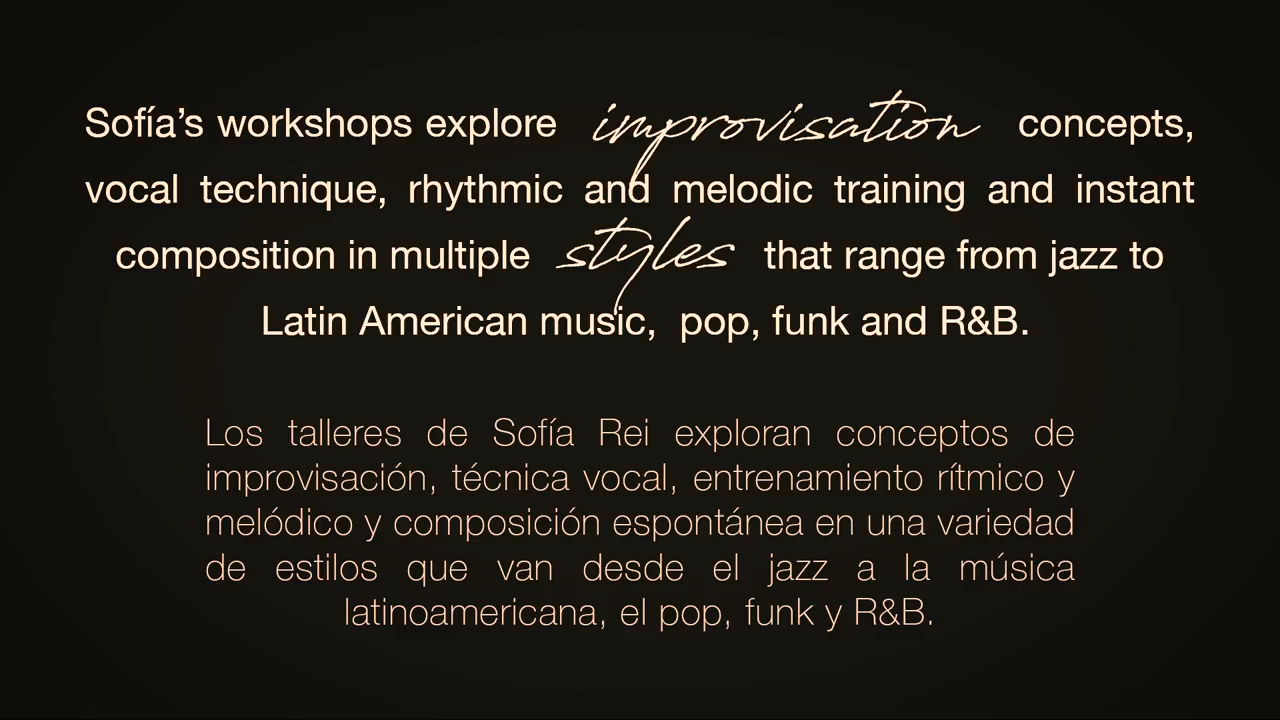 Sofía’s workshops explore improvisation concepts,
vocal technique, rhythmic and melodic training and instant
composition in multiple styles that range from jazz to
Latin American music, pop, funk and R&B.
Los talleres de Sofía Rei exploran conceptos de
improvisación, técnica vocal, entrenamiento rítmico y
melódico y composición espontánea en una variedad
de estilos que van desde el jazz a la música
latinoamericana, el pop, funk y R&B.